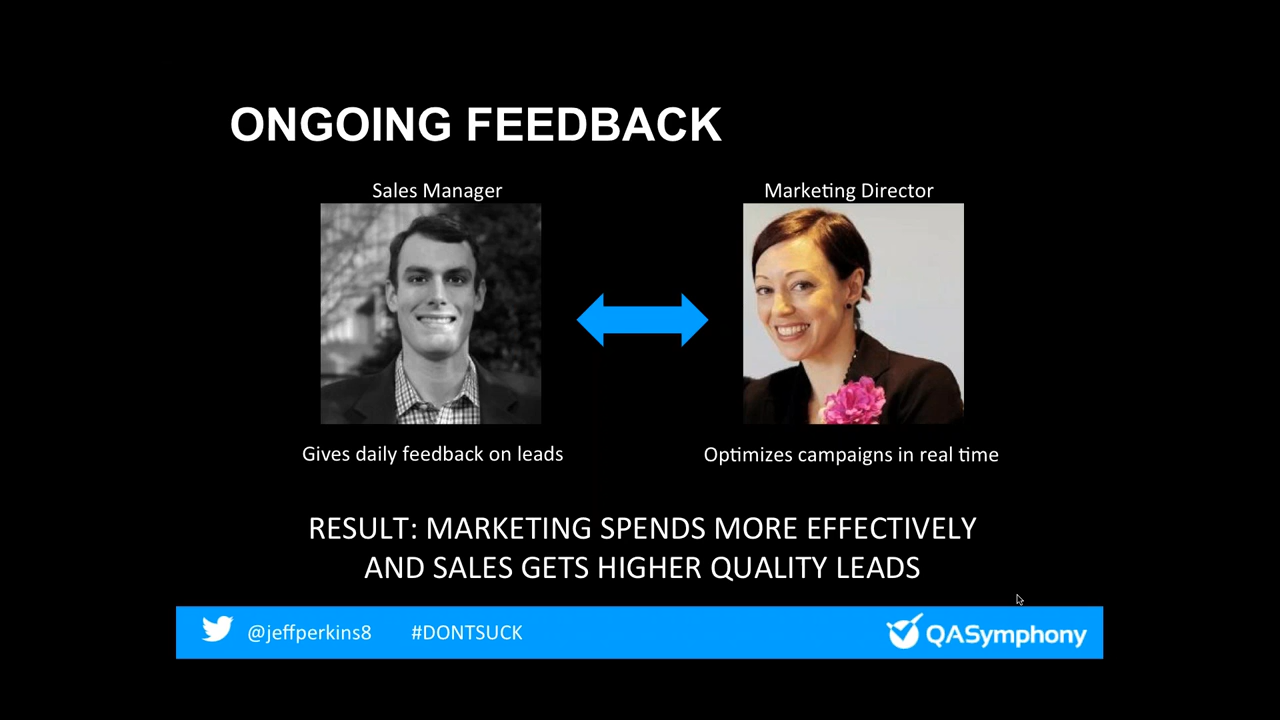 ONGOING FEEDBACK
Sales Manager
Marketing Director
Gives daily feedback on leads
Optimizes campaigns in real time
RESULT: MARKETING SPENDS MORE EFFECTIVELY
AND SALES GETS HIGHER QUALITY LEADS
@jeffperkins8 #DONTSUCK QASymphony